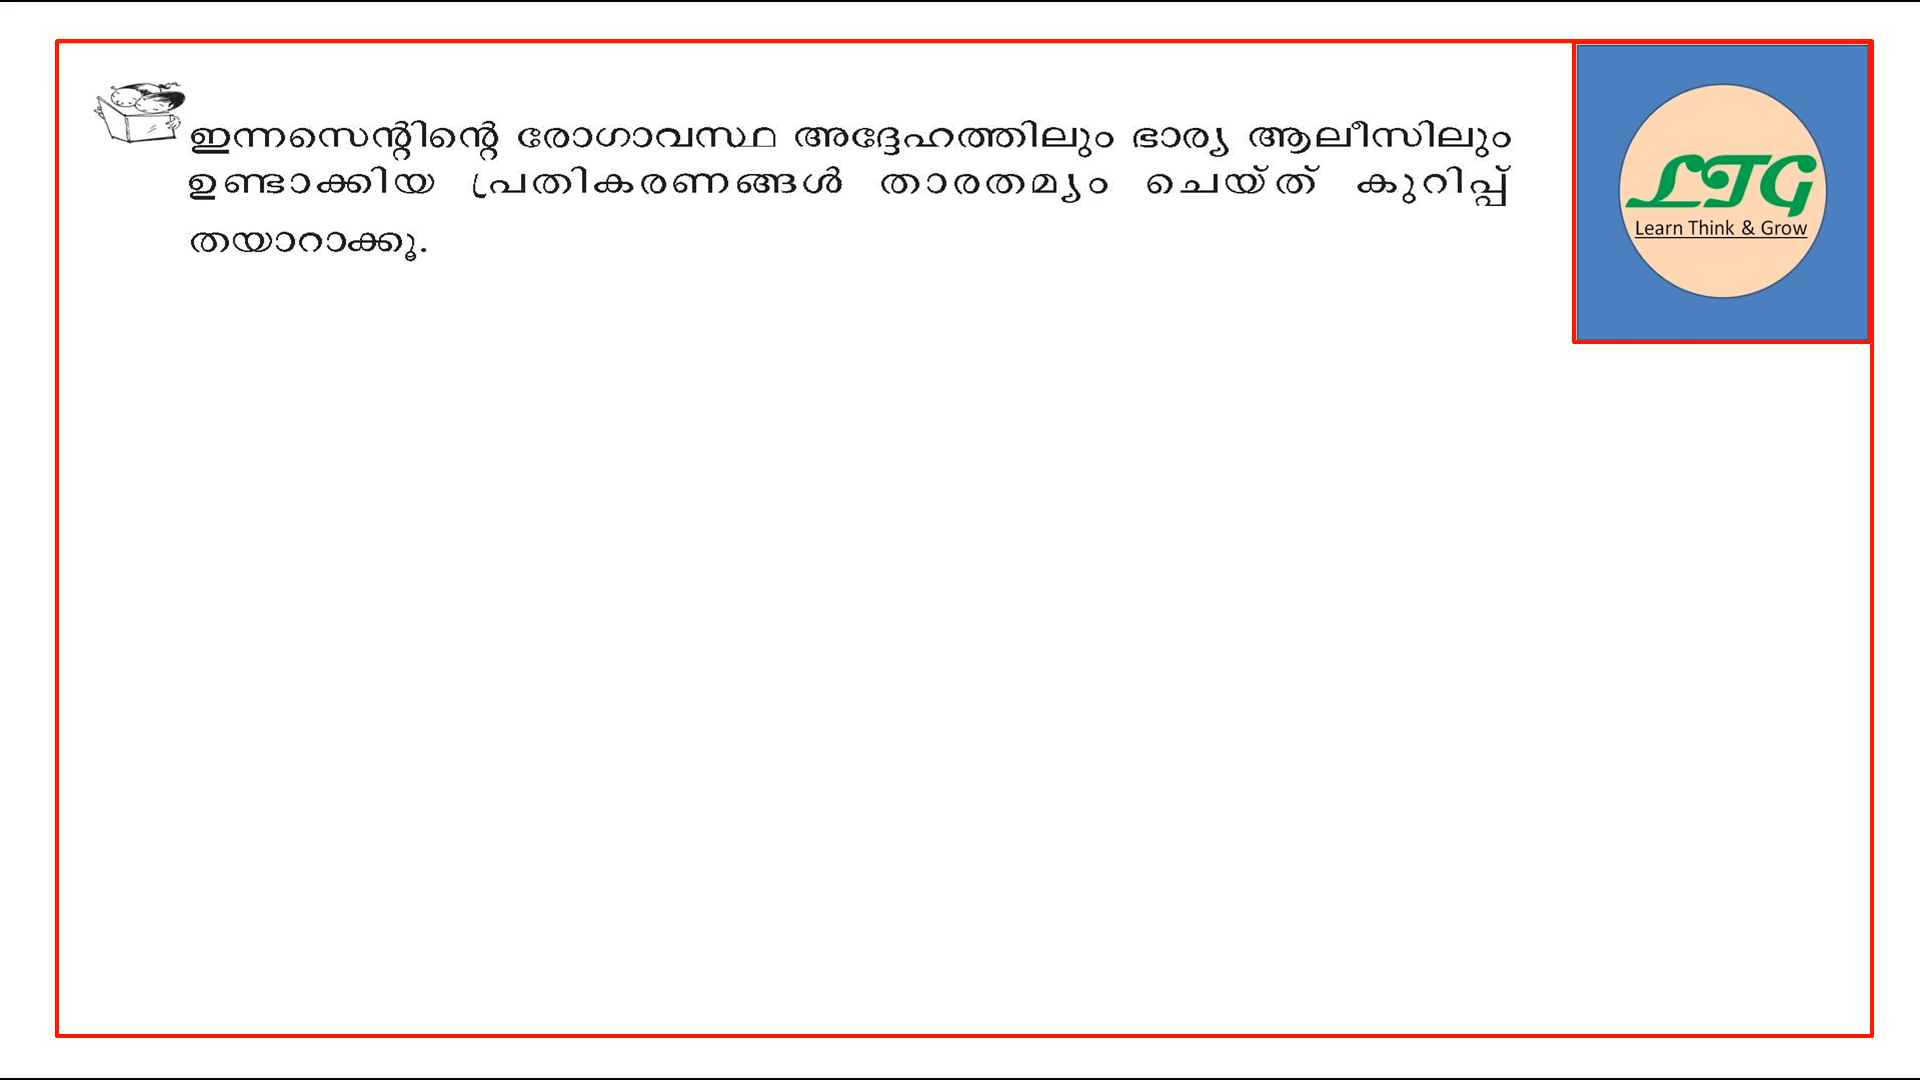 ഇന്നസെന്റിന്റെ രോഗാവസ്ഥ അദ്ദേഹത്തിലും ഭാര്യ ആലീസിലും
ഉണ്ടാക്കിയ പ്രതികരണങ്ങൾ താരതമ്യം ചെയ്ത് കുറിപ്പ്
തയാറാക്കൂ.
LTG
Learn Think & Grow